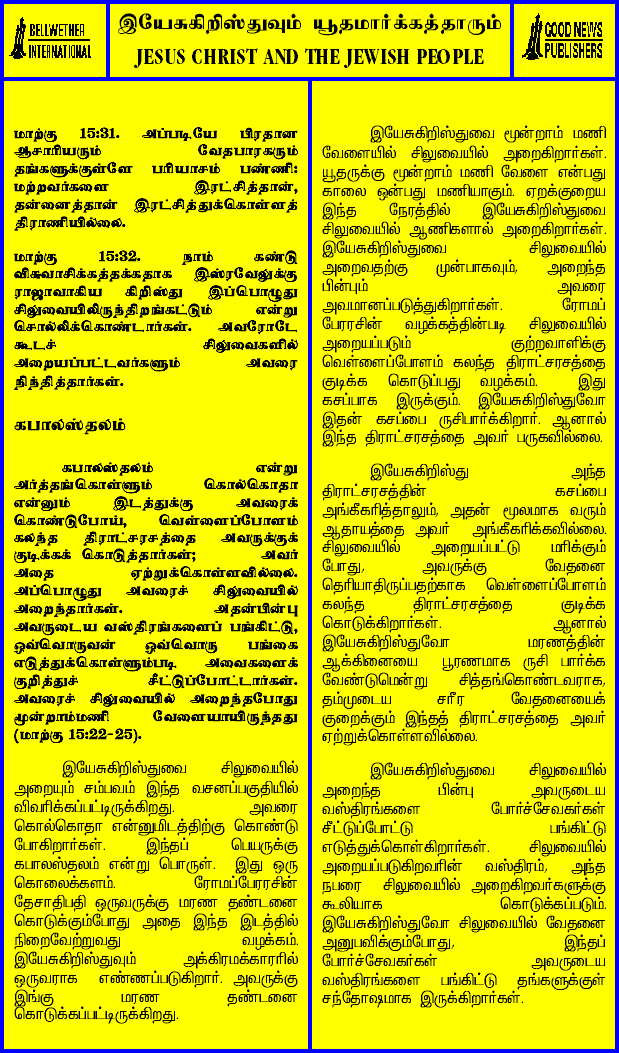 BELLWETHER
INTERNATIONAL
இயேசுகிறிஸ்துவும் யூதமார்க்கத்தாரும்
JESUS CHRIST AND THE JEWISH PEOPLE
GOOD NEWS
PUBLISHERS
மாற்கு 15:31. அப்படியே பிரதான
ஆசாரியரும் வேதபாரகரும்
தங்களுக்குள்ளே பரியாசம் பண்ணி:
மற்றவர்களை இரட்சித்தான்,
தன்னைத்தான் இரட்சித்துக்கொள்ளத்
திராணியில்லை.
மாற்கு 15:32. நாம் கண்டு
விசுவாசிக்கத்தக்கதாக இஸ்ரவேலுக்கு
ராஜாவாகிய கிறிஸ்து இப்பொழுது
சிலுவையிலிருந்திறங்கட்டும் என்று
சொல்லிக்கொண்டார்கள். அவரோடே
கூடச் சிலுவைகளில்
அறையப்பட்டவர்களும் அவரை
நிந்தித்தார்கள்.
கபாலஸ்தலம்
கபாலஸ்தலம் என்று
அர்த்தங்கொள்ளும் கொல்கொதா
என்னும் இடத்துக்கு அவரைக்
கொண்டுபோய், வெள்ளைப்போளம்
கலந்த திராட்சரசத்தை அவருக்குக்
குடிக்கக் கொடுத்தார்கள்; அவர்
அதை ஏற்றுக்கொள்ளவில்லை.
அப்பொழுது அவரைச் சிலுவையில்
அறைந்தார்கள். அதன்பின்பு
அவருடைய வஸ்திரங்களைப் பங்கிட்டு,
ஒவ்வொருவன் ஒவ்வொரு பங்கை
எடுத்துக்கொள்ளும்படி அவைகளைக்
குறித்துச் சீட்டுப்போட்டார்கள்.
அவரைச் சிலுவையில் அறைந்தபோது
மூன்றாம்மணி வேளையாயிருந்தது
(மாற்கு 15:22-25).
இயேசுகிறிஸ்துவை சிலுவையில்
அறையும் சம்பவம் இந்த வசனப்பகுதியில்
விவரிக்கப்பட்டிருக்கிறது. அவரை
கொல்கொதா என்னுமிடத்திற்கு கொண்டு
போகிறார்கள். இந்தப் பெயருக்கு
கபாலஸ்தலம் என்று பொருள். இது ஒரு
கொலைக்களம். ரோமப்பேரரசின்
தேசாதிபதி ஒருவருக்கு மரண தண்டனை
கொடுக்கும்போது அதை இந்த இடத்தில்
நிறைவேற்றுவது வழக்கம்.
இயேசுகிறிஸ்துவும் அக்கிரமக்காரரில்
ஒருவராக எண்ணப்படுகிறார். அவருக்கு
இங்கு மரண தண்டனை
கொடுக்கப்பட்டிருக்கிறது.
இயேசுகிறிஸ்துவை மூன்றாம் மணி
வேளையில் சிலுவையில் அறைகிறார்கள்.
யூதருக்கு மூன்றாம் மணி வேளை என்பது
காலை ஒன்பது மணியாகும். ஏறக்குறைய
இந்த நேரத்தில் இயேசுகிறிஸ்துவை
சிலுவையில் ஆணிகளால் அறைகிறார்கள்.
இயேசுகிறிஸ்துவை சிலுவையில்
அறைவதற்கு முன்பாகவும், அறைந்த
பின்பும் அவரை
அவமானப்படுத்துகிறார்கள். ரோமப்
பேரரசின் வழக்கத்தின்படி சிலுவையில்
அறையப்படும் குற்றவாளிக்கு
வெள்ளைப்போளம் கலந்த திராட்சரசத்தை
குடிக்க கொடுப்பது வழக்கம். இது
கசப்பாக இருக்கும். இயேசுகிறிஸ்துவோ
இதன் கசப்பை ருசிபார்க்கிறார். ஆனால்
இந்த திராட்சரசத்தை அவர் பருகவில்லை.
இயேசுகிறிஸ்து அந்த
திராட்சரசத்தின் கசப்பை
அங்கீகரித்தாலும், அதன் மூலமாக வரும்
ஆதாயத்தை அவர் அங்கீகரிக்கவில்லை.
சிலுவையில் அறையப்பட்டு மரிக்கும்
போது, அவருக்கு வேதனை
தெரியாதிருப்பதற்காக வெள்ளைப்போளம்
கலந்த திராட்சரசத்தை குடிக்க
கொடுக்கிறார்கள். ஆனால்
இயேசுகிறிஸ்துவோ மரணத்தின்
ஆக்கினையை பூரணமாக ருசி பார்க்க
வேண்டுமென்று சித்தங்கொண்டவராக,
தம்முடைய சரீர வேதனையைக்
குறைக்கும் இந்தத் திராட்சரசத்தை அவர்
ஏற்றுக்கொள்ளவில்லை.
இயேசுகிறிஸ்துவை சிலுவையில்
அறைந்த பின்பு அவருடைய
வஸ்திரங்களை போர்ச்சேவகர்கள்
சீட்டுப்போட்டு பங்கிட்டு
எடுத்துக்கொள்கிறார்கள். சிலுவையில்
அறையப்படுகிறவரின் வஸ்திரம், அந்த
நபரை சிலுவையில் அறைகிறவர்களுக்கு
கூலியாக கொடுக்கப்படும்.
இயேசுகிறிஸ்துவோ சிலுவையில் வேதனை
அனுபவிக்கும்போது, இந்தப்
போர்ச்சேவகர்கள் அவருடைய
வஸ்திரங்களை பங்கிட்டு தங்களுக்குள்
சந்தோஷமாக இருக்கிறார்கள்.